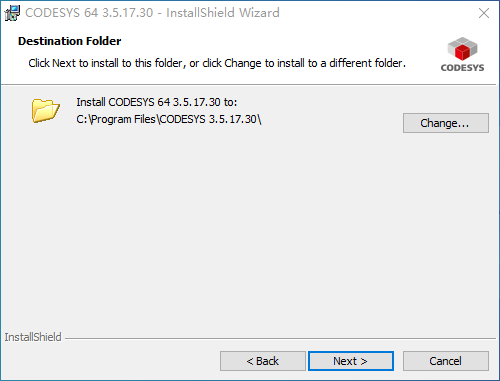 CODESYS 64 3.5.17.30 - InstallShield Wizard
Destination Folder
Click Next to install to this folder, or click Change to install to a different folder.
CODESYS
Install CODESYS 64 3.5.17.30 to:
C:\Program Files\CODESYS 3.5.17.30\
Change...
InstallShield
< Back
Next >
Cancel